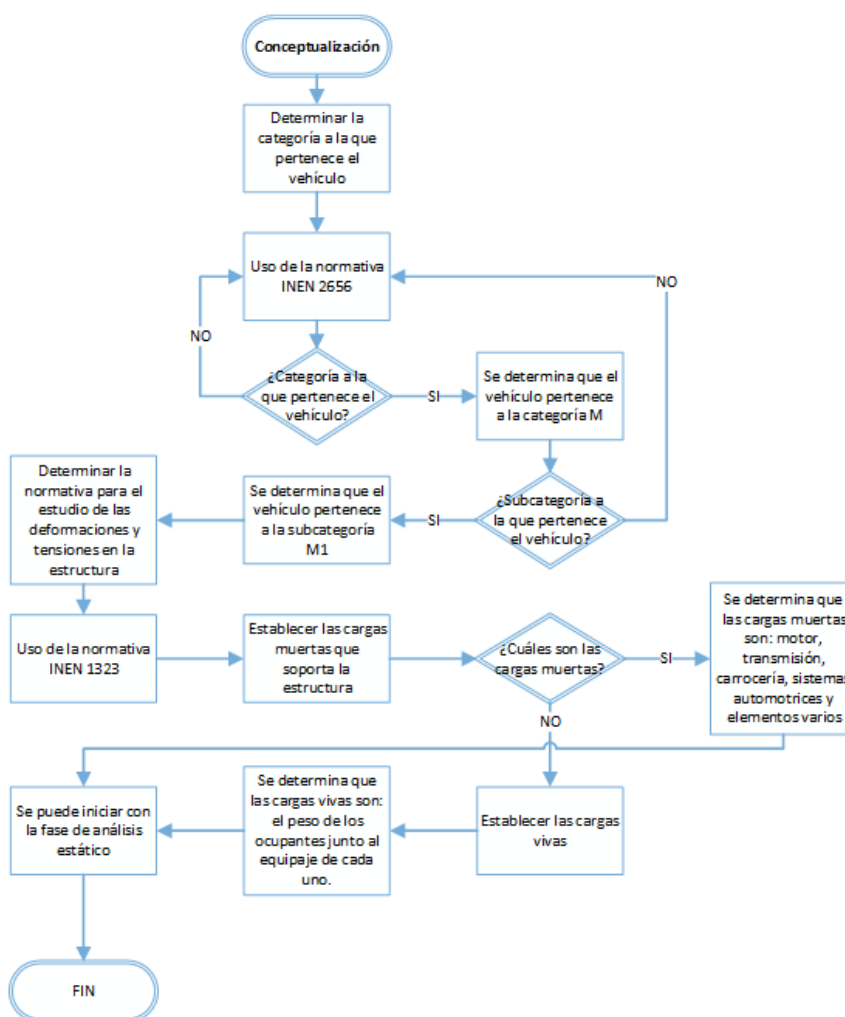 Conceptualización
Determinar la
categoría a la que
pertenece el
vehículo
Uso de la normativa
INEN 2656
NO
NO
¿Categoría a la
que pertenece el
vehículo?
SI
Se determina que el
vehículo pertenece
a la categoría M
¿Subcategoría a
la que pertenece
el vehículo?
SI
Se determina que el
vehículo pertenece
a la subcategoría
M1
Determinar la
normativa para el
estudio de las
deformaciones y
tensiones en la
estructura
Uso de la normativa
INEN 1323
Establecer las cargas
muertas que
soporta la
estructura
¿Cuáles son las
cargas muertas?
SI
Se determina que
las cargas muertas
son: motor,
transmisión,
carrocería, sistemas
automotrices y
elementos varios
NO
Establecer las cargas
vivas
Se determina que
las cargas vivas son:
el peso de los
ocupantes junto al
equipaje de cada
uno.
Se puede iniciar con
la fase de análisis
estático
FIN